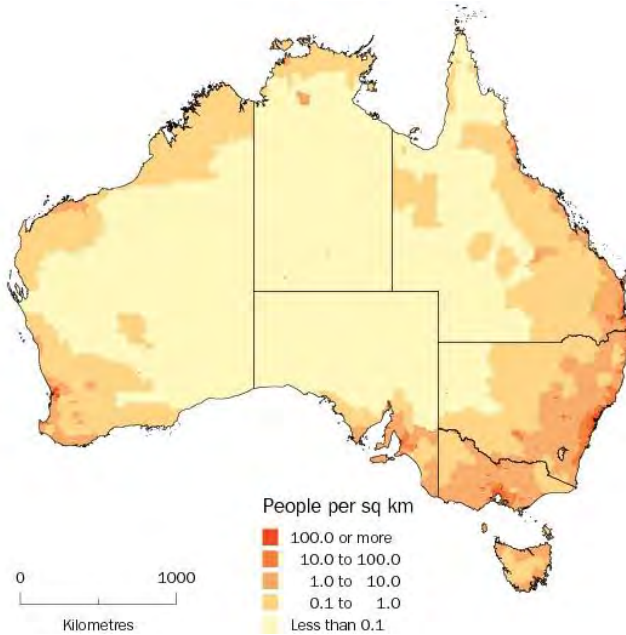 People per sq km
100.0 or more
10.0 to 100.0
1.0 to 10.0
0.1 to 1.0
Less than 0.1
0 1000
Kilometres